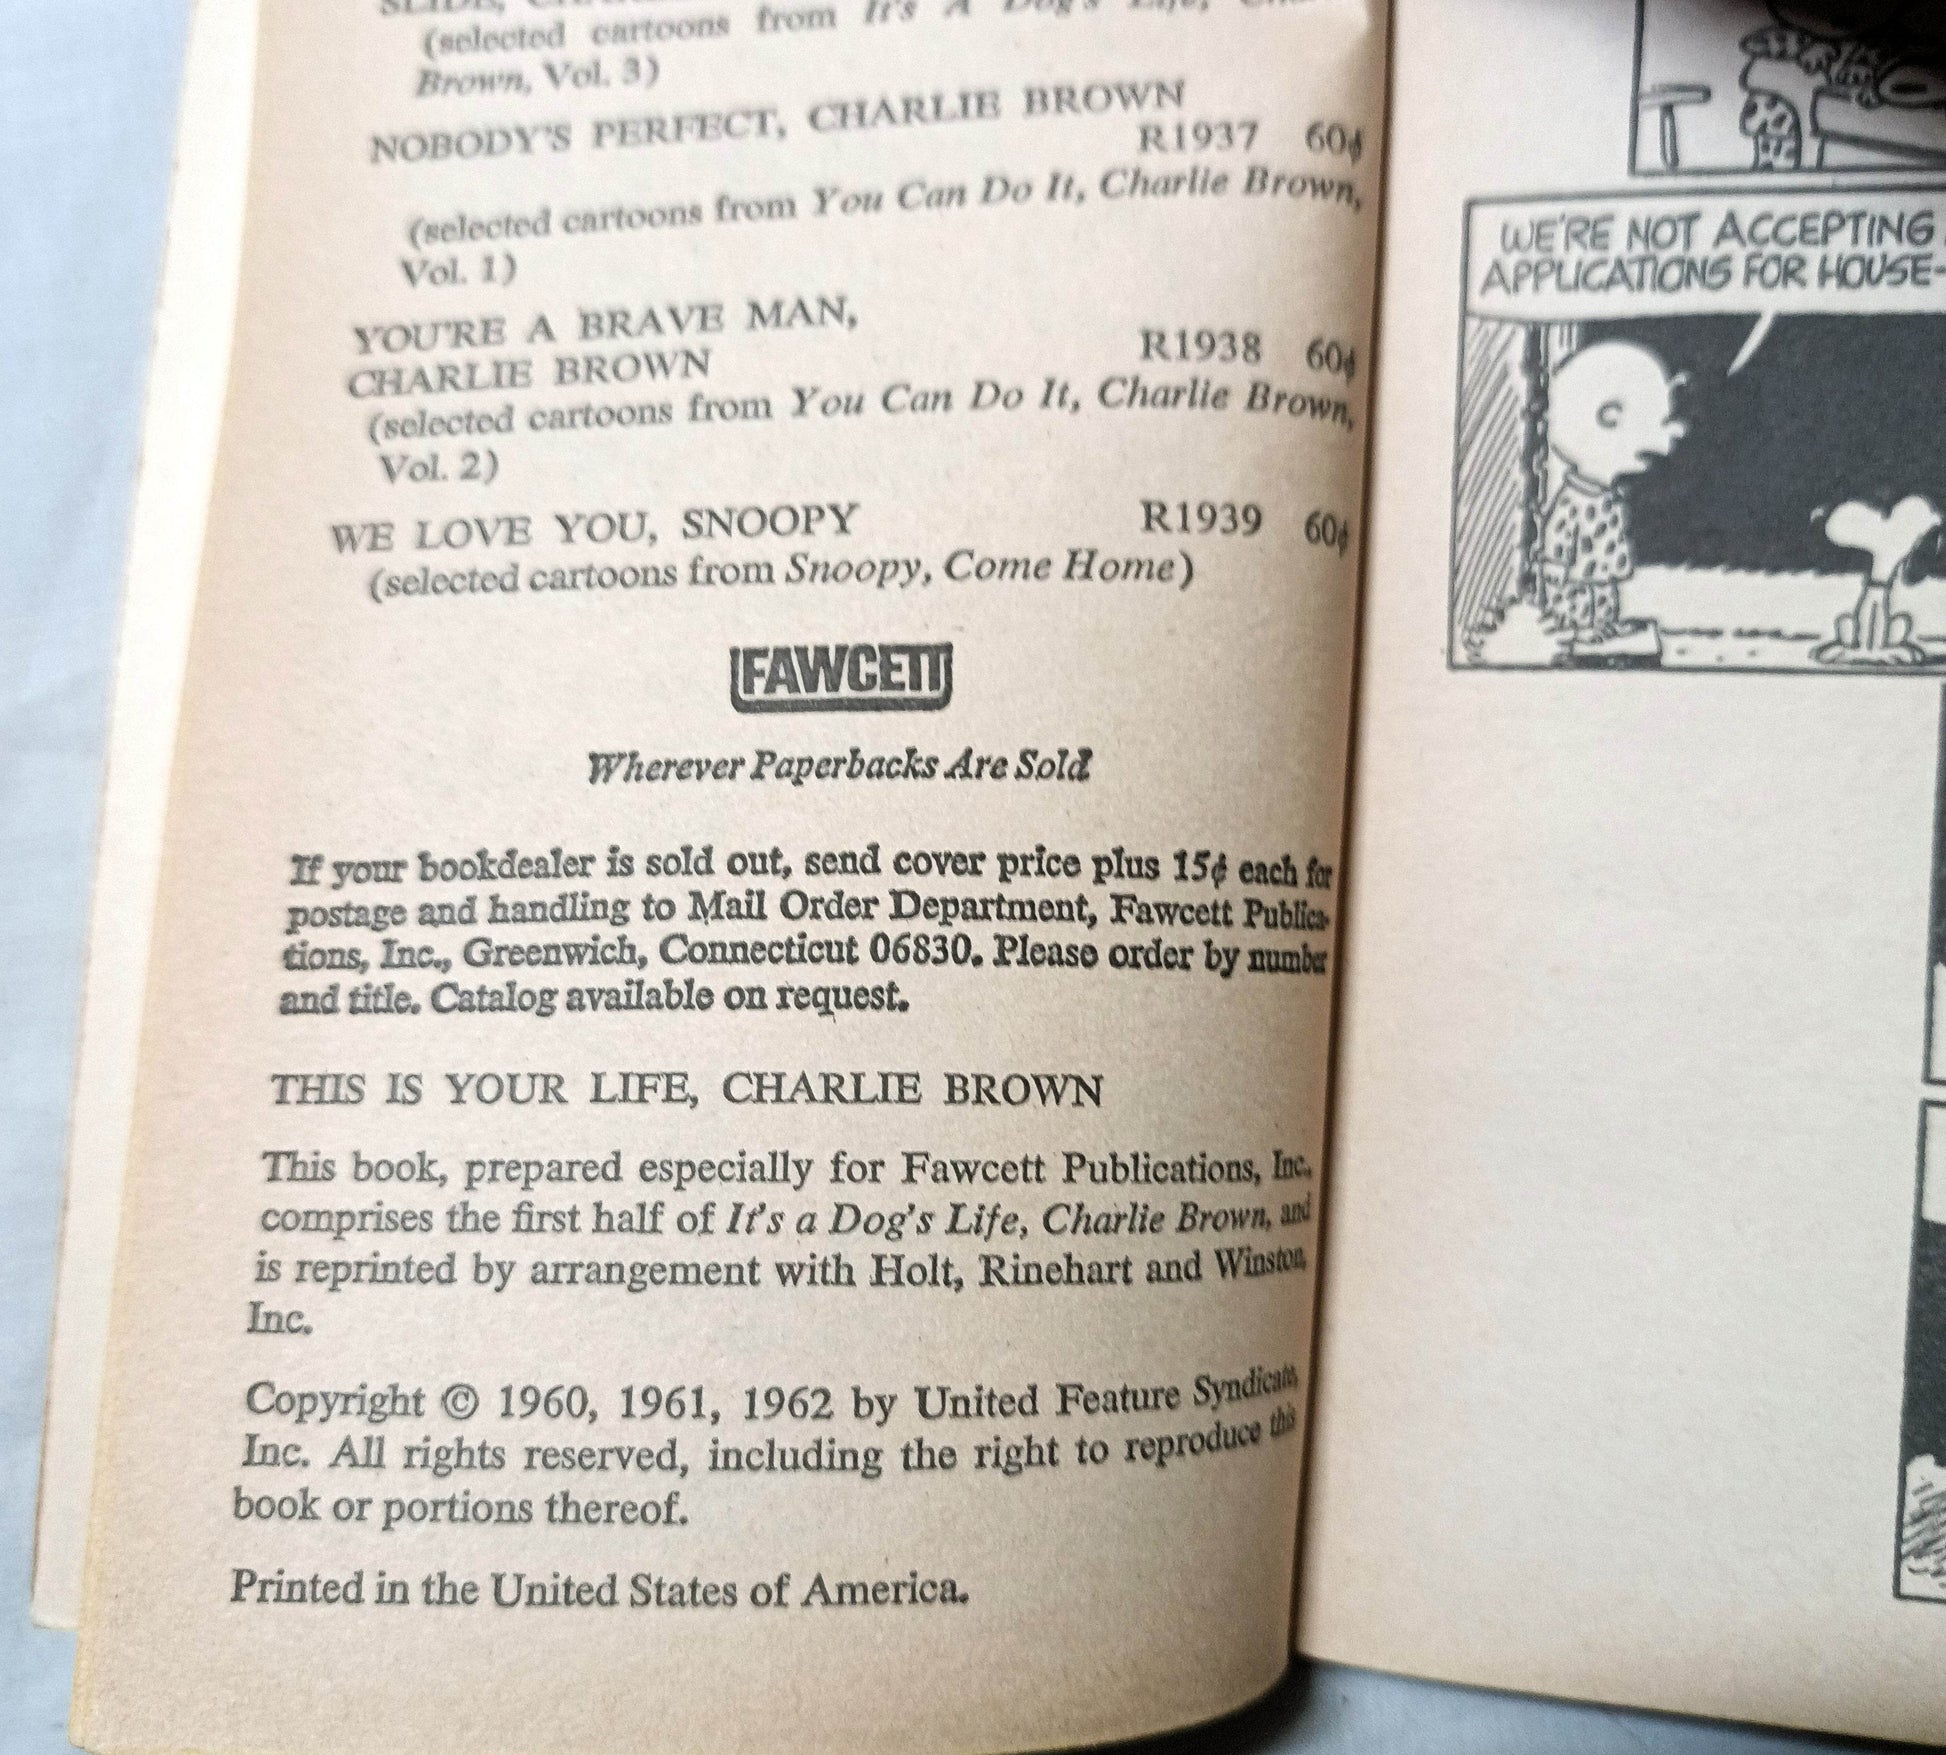 (selected cartoons from It's A Dog's Life,
Brown, Vol. 3)
NOBODY'S PERFECT, CHARLIE BROWN
R1937 60¢
(selected cartoons from You Can Do It, Charlie Brown,
Vol. 1)
YOU'RE A BRAVE MAN,
CHARLIE BROWN R1938 60¢
(selected cartoons from You Can Do It, Charlie Brown,
Vol. 2)
WE LOVE YOU, SNOOPY R1939 60¢
(selected cartoons from Snoopy, Come Home)
FAWCETT
Wherever Paperbacks Are Sold
If your bookdealer is sold out, send cover price plus 15¢ each for
postage and handling to Mail Order Department, Fawcett Publica-
tions, Inc., Greenwich, Connecticut 06830. Please order by number
and title. Catalog available on request.
THIS IS YOUR LIFE, CHARLIE BROWN
This book, prepared especially for Fawcett Publications, Inc.
comprises the first half of It's a Dog's Life, Charlie Brown, and
is reprinted by arrangement with Holt, Rinehart and Winston
Inc.
Copyright © 1960, 1961, 1962 by United Feature Syndicate
Inc. All rights reserved, including the right to reproduce this
book or portions thereof.
Printed in the United States of America.
WE'RE NOT ACCEPTING
APPLICATIONS FOR HOUSE-